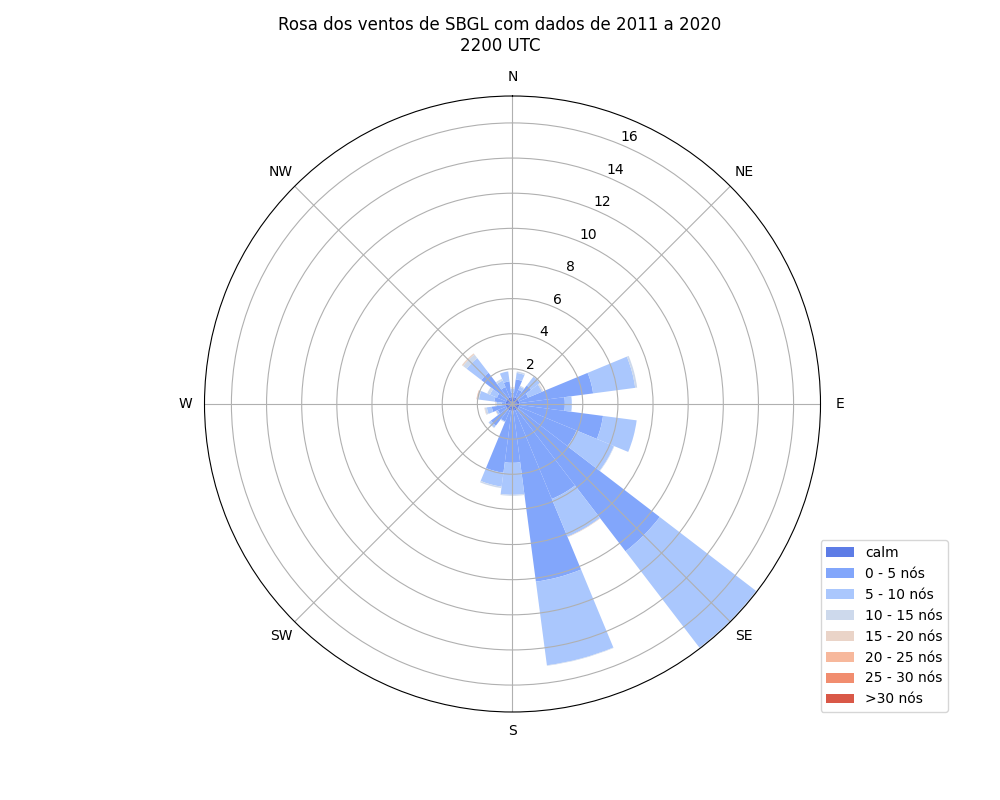 Rosa dos ventos de SBGL com dados de 2011 a 2020
2200 UTC
N
NW
NE
16
14
12
10
8
6
4
2
W
E
SW
SE
S
calm
0 - 5 nós
5 - 10 nós
10 - 15 nós
15 - 20 nós
20 - 25 nós
25 - 30 nós
>30 nós